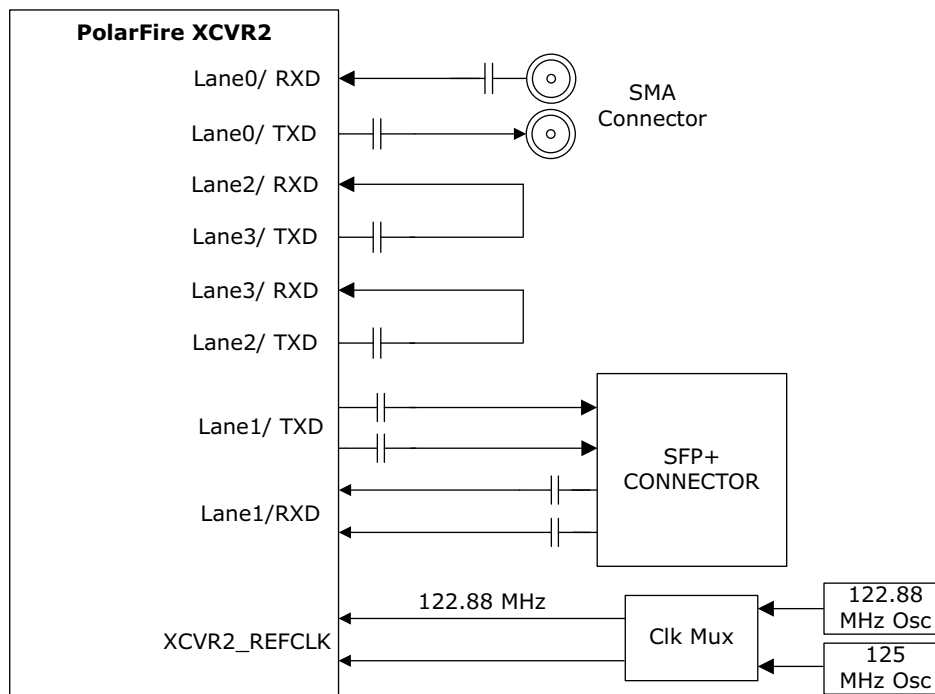 PolarFire XCVR2
Lane0/ RXD
SMA
Connector
Lane0/ TXD
Lane2/ RXD
Lane3/ TXD
Lane3/ RXD
Lane2/ TXD
Lane1/ TXD
SFP+
CONNECTOR
Lane1/RXD
122.88 MHz
122.88
MHz Osc
Clk Mux
XCVR2_REFCLK
125
MHz Osc